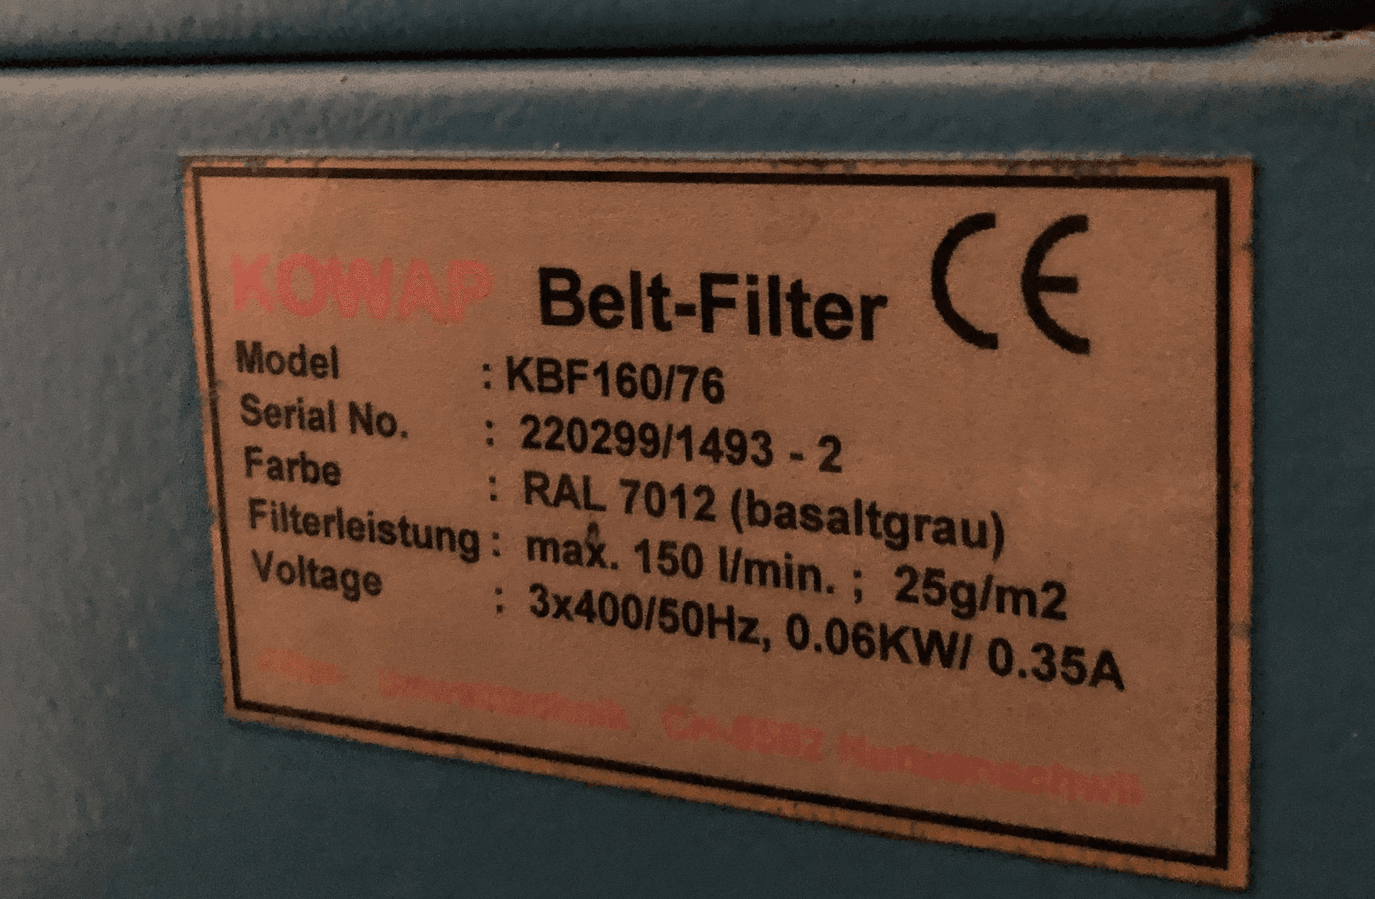 KOWAP Belt-Filter CE
Model : KBF160/76
Serial No. : 220299/1493 - 2
Farbe : RAL 7012 (basaltgrau)
Filterleistung : max. 150 l/min. ; 25g/m2
Voltage : 3x400/50Hz, 0.06KW/ 0.35A
Umwelttechnik